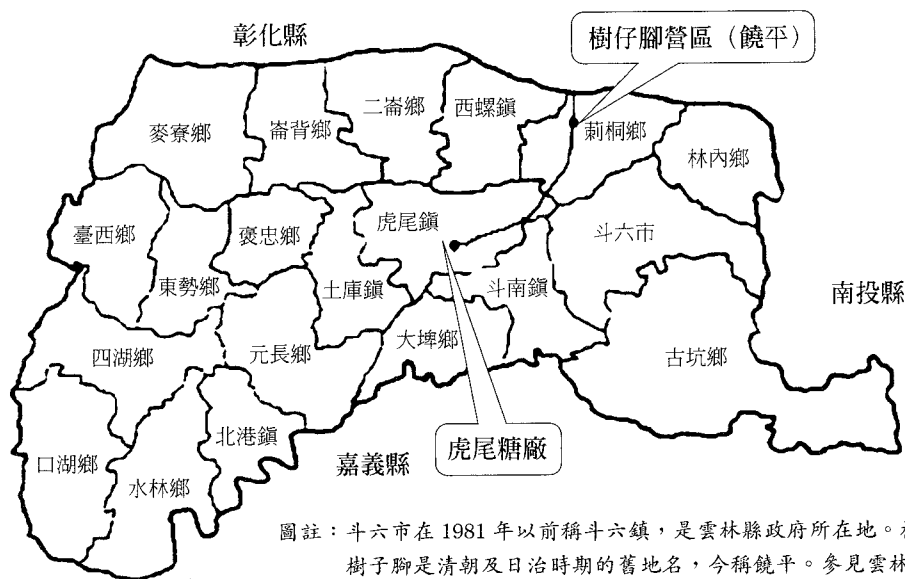 彰化縣
樹仔腳營區（饒平）
麥寮鄉
崙背鄉
二崙鄉
西螺鎮
莿桐鄉
林內鄉
臺西鄉
東勢鄉
褒忠鄉
土庫鎮
虎尾鎮
斗南鎮
斗六市
南投縣
四湖鄉
元長鄉
大埤鄉
古坑鄉
口湖鄉
水林鄉
北港鎮
嘉義縣
虎尾糖廠
圖註：斗六市在 1981 年以前稱斗六鎮，是雲林縣政府所在地。
樹子腳是清朝及日治時期的舊地名，今稱饒平。參見雲林